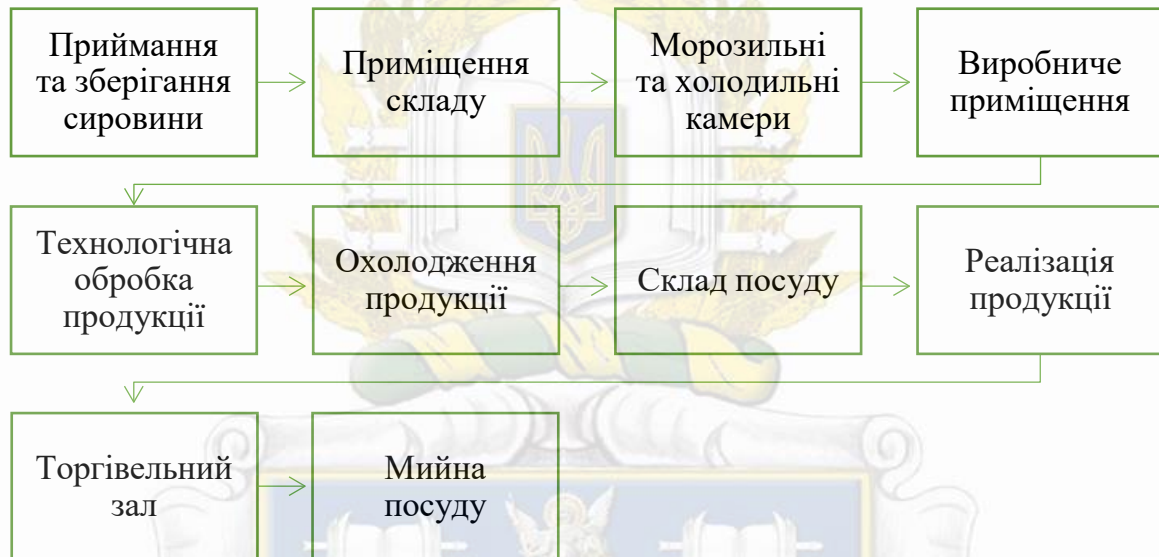 Приймання
та зберігання
сировини
Приміщення
складу
Морозильні
та холодильні
камери
Виробниче
приміщення
Технологічна
обробка
продукції
Охолодження
продукції
Склад посуду
Реалізація
продукції
Торгівельний
зал
Мийна
посуду